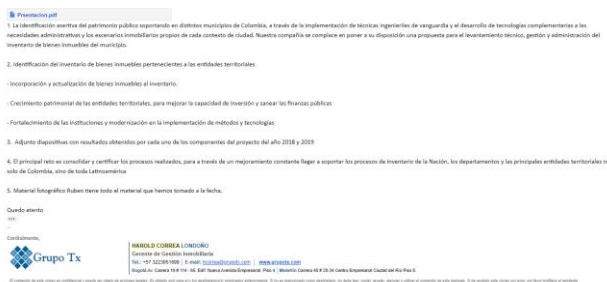 Presentacion.pdf
1. La identificación asertiva del patrimonio público soportando en distintos municipios de Colombia, a través de la implementación de técnicas ingenieriles de vanguardia y el desarrollo de tecnologías complementarias a las
necesidades administrativas y los escenarios inmobiliarios propios de cada contexto de ciudad. Nuestra compañía se complace en poner a su disposición una propuesta para el levantamiento técnico, gestión y administración del
inventario de bienes inmuebles del municipio.
2. Identificación del inventario de bienes inmuebles pertenecientes a las entidades territoriales
- Incorporación y actualización de bienes inmuebles al inventario.
- Crecimiento patrimonial de las entidades territoriales, para mejorar la capacidad de inversión y sanear las finanzas públicas
- Fortalecimiento de las instituciones y modernización en la implementación de métodos y tecnologías
3. Adjunto diapositivas con resultados obtenidos por cada uno de los componentes del proyecto del año 2018 y 2019
4. El principal reto es consolidar y certificar los procesos realizados, para a través de un mejoramiento constante llegar a soportar los procesos de inventario de la Nación, los departamentos y las principales entidades territoriales n
solo de Colombia, sino de toda Latinoamérica
5. Material fotográfico Ruben tiene todo el material que hemos tomado a la fecha.
Quedo atento
Cordialmente,
Grupo Tx
HAROLD CORREA LONDOÑO
Gerente de Gestión Inmobiliaria